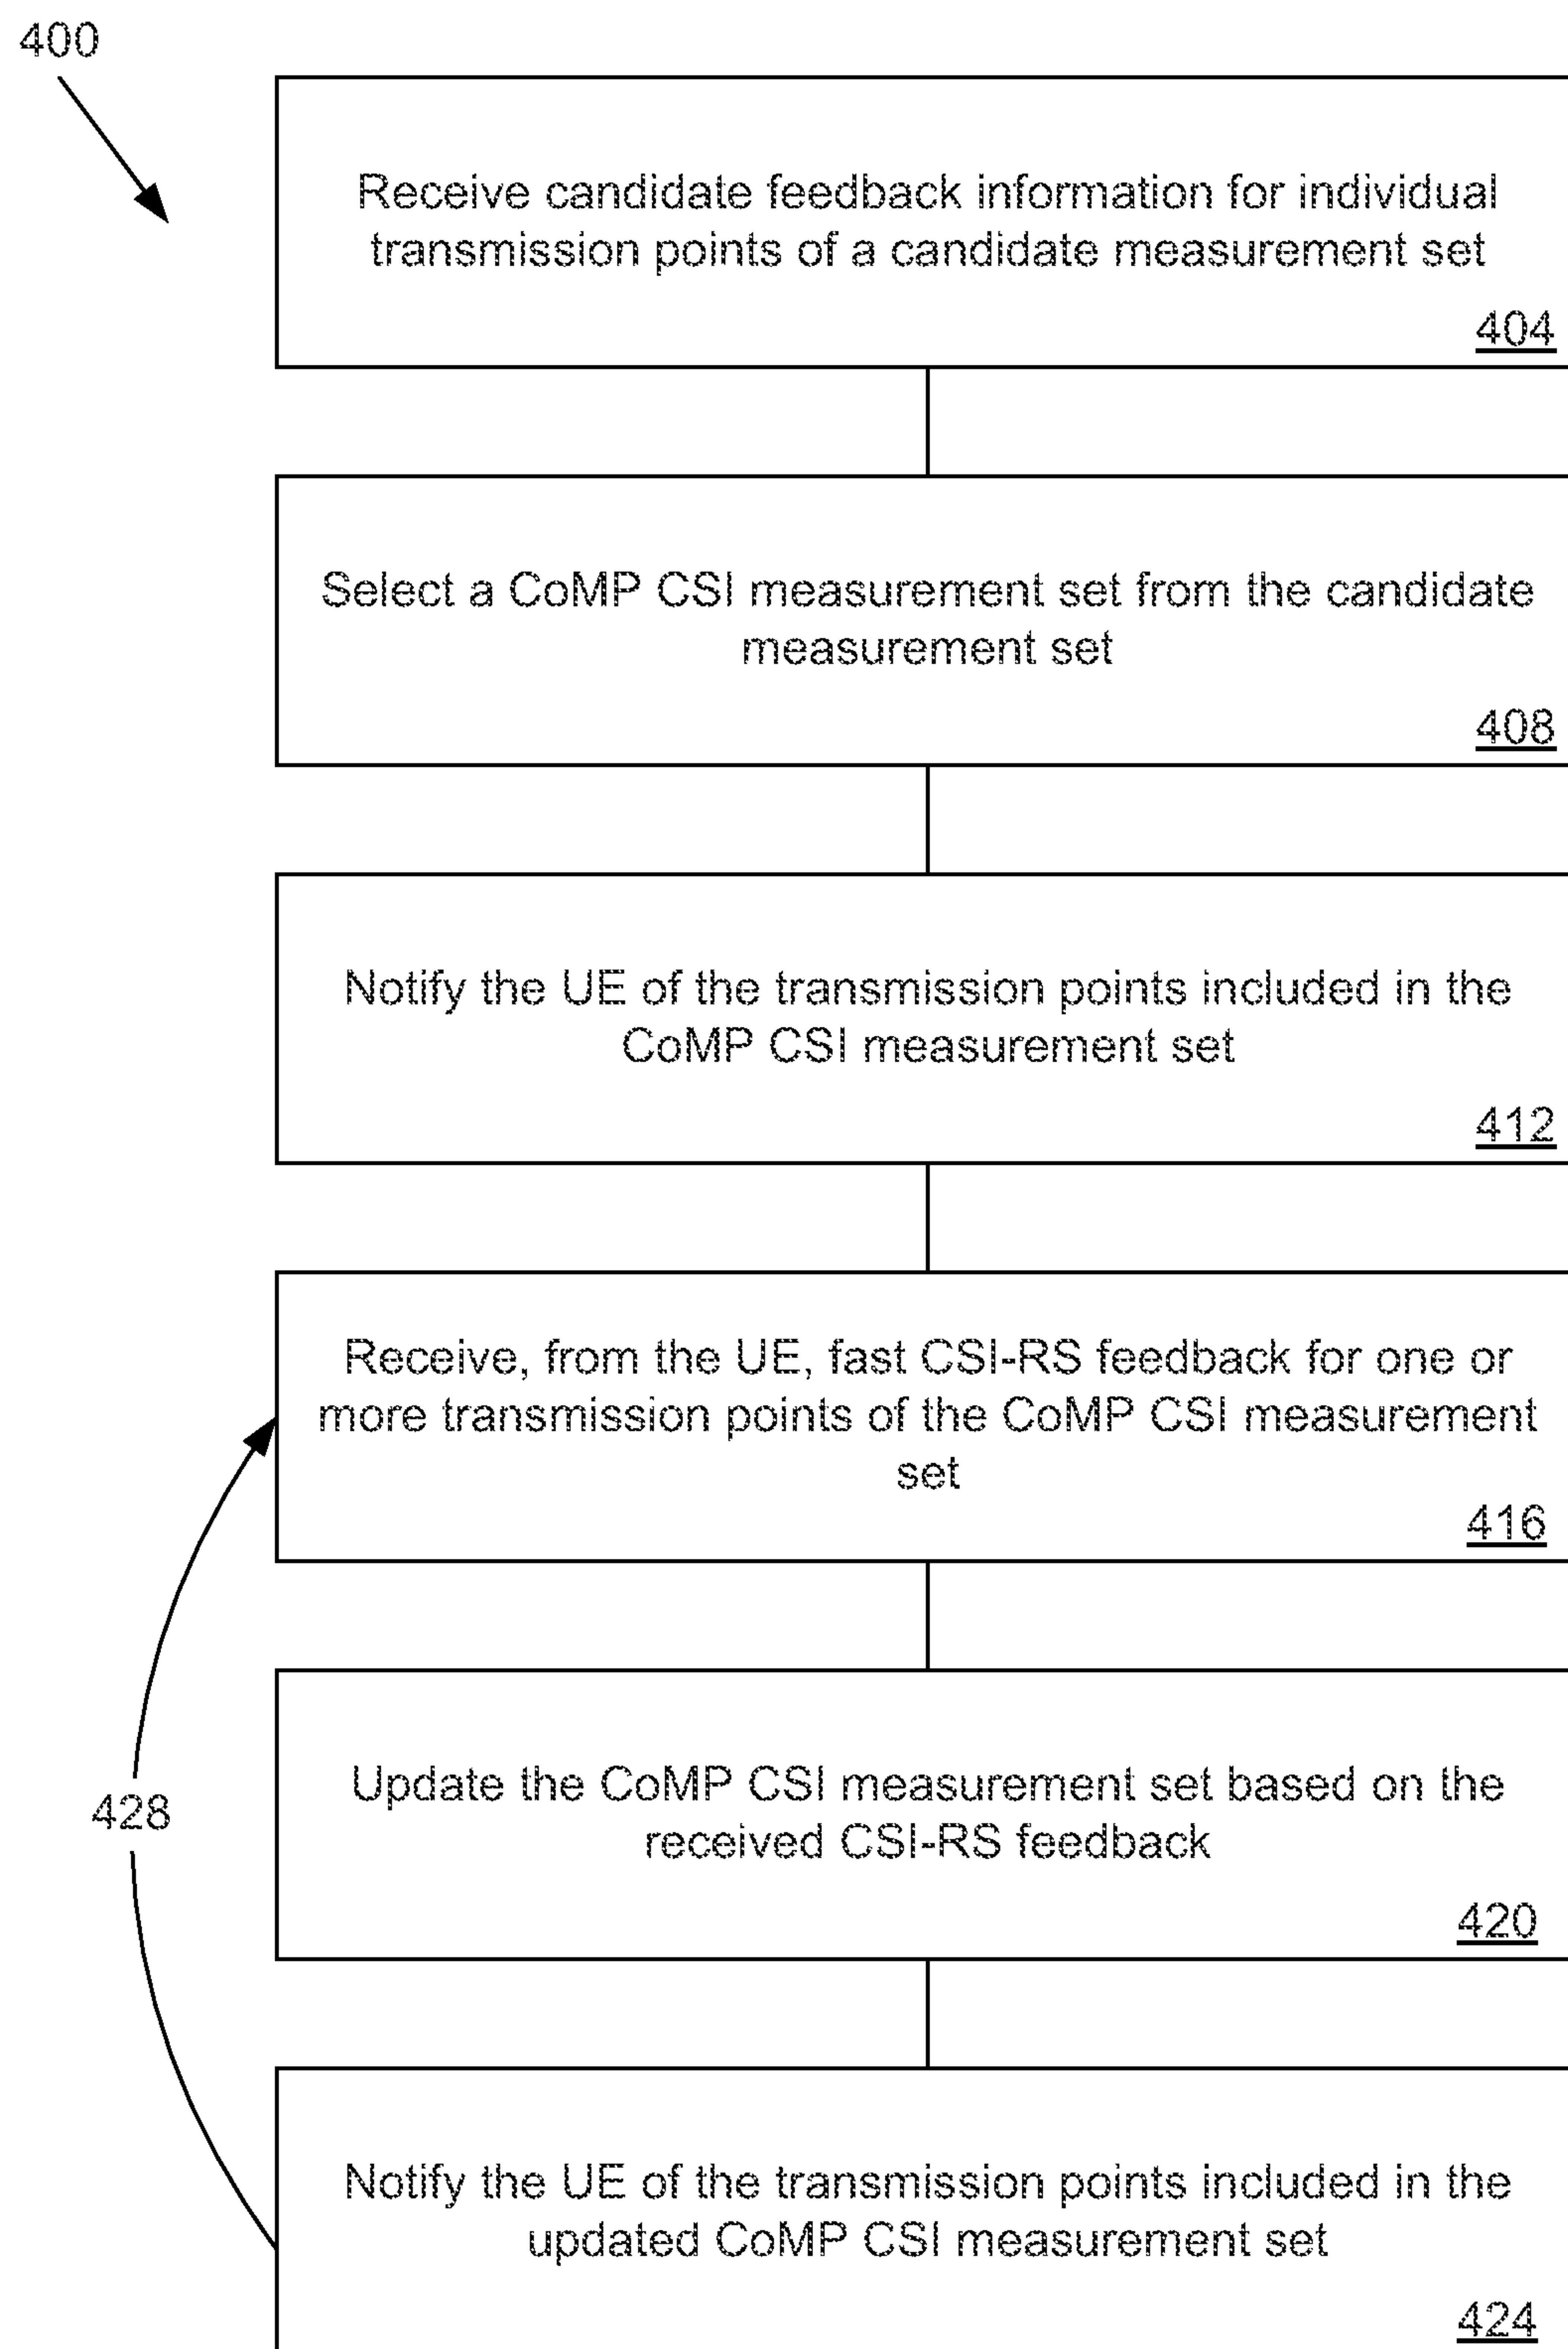 400
Receive candidate feedback information for individual
transmission points of a candidate measurement set
404
Select a CoMP CSI measurement set from the candidate
measurement set
408
Notify the UE of the transmission points included in the
CoMP CSI measurement set
412
Receive, from the UE, fast CSI-RS feedback for one or
more transmission points of the CoMP CSI measurement
set
416
Update the CoMP CSI measurement set based on the
received CSI-RS feedback
420
428
Notify the UE of the transmission points included in the
updated CoMP CSI measurement set
424